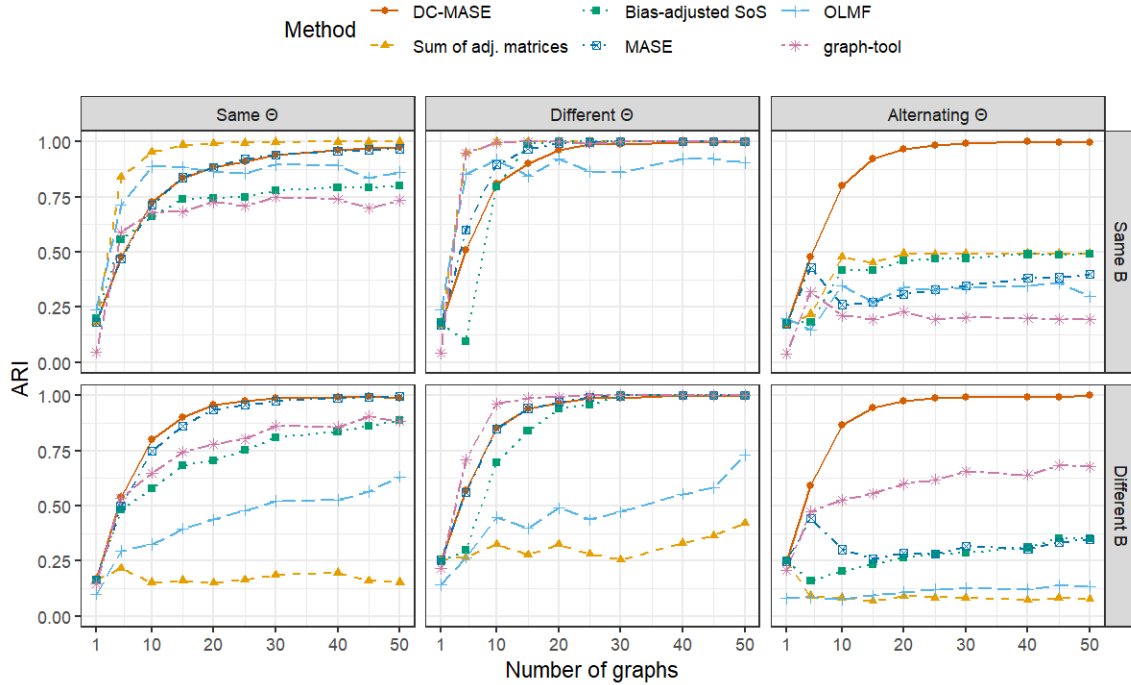 Method
DC-MASE
Bias-adjusted SoS
OLMF
Sum of adj. matrices
MASE
graph-tool
Same Θ
Different Θ
Alternating Θ
1.00
0.75
0.50
0.25
0.00
Same B
ARI
1.00
0.75
0.50
0.25
0.00
Different B
1 10 20 30 40 50
1 10 20 30 40 50
1 10 20 30 40 50
Number of graphs